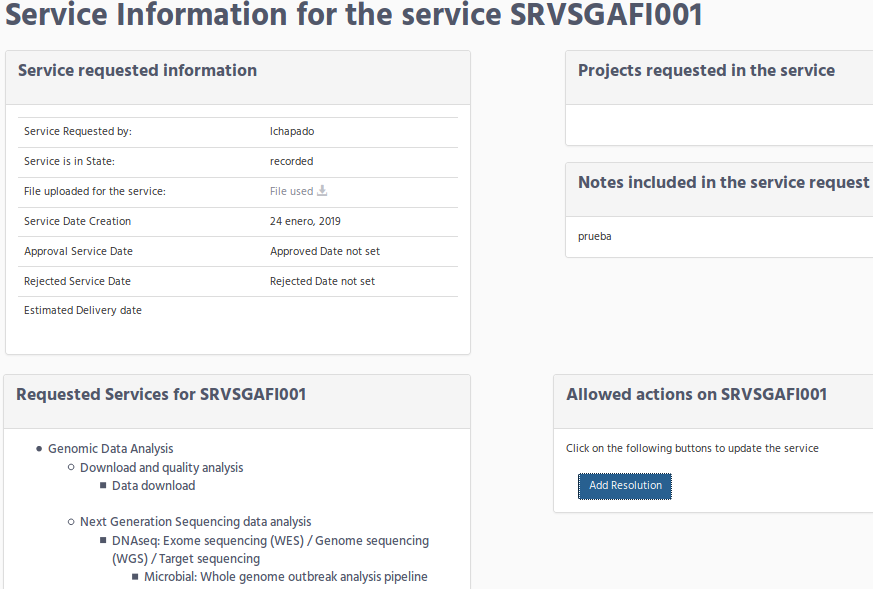 Service Information for the service SRVSGAFI001
Service requested information
Service Requested by: lchapado
Service is in State: recorded
File uploaded for the service: File used
Service Date Creation 24 enero, 2019
Approval Service Date Approved Date not set
Rejected Service Date Rejected Date not set
Estimated Delivery date
Projects requested in the service
Notes included in the service request
prueba
Requested Services for SRVSGAFI001
Genomic Data Analysis
Download and quality analysis
Data download
Next Generation Sequencing data analysis
DNAseq: Exome sequencing (WES) / Genome sequencing
(WGS) / Target sequencing
Microbial: Whole genome outbreak analysis pipeline
Allowed actions on SRVSGAFI001
Click on the following buttons to update the service
Add Resolution